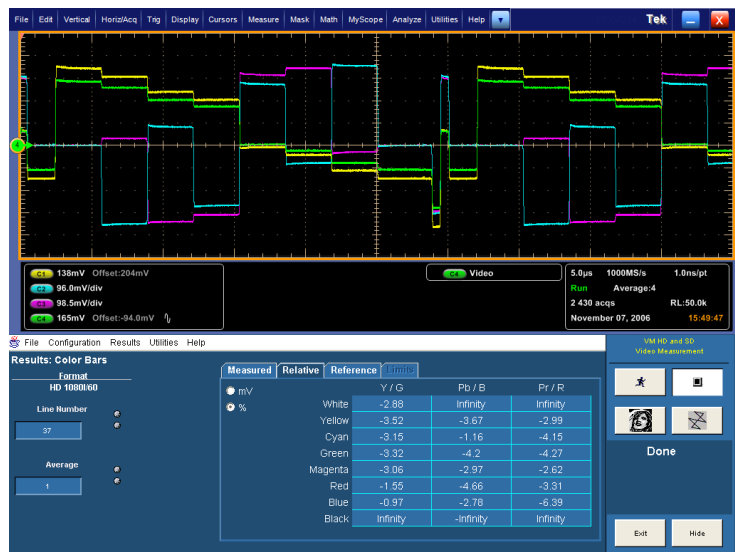 File Edit Vertical Horiz/Acq Trig Display Cursors Measure Mask Math MyScope Analyze Utilities Help Tek X
4
C1 138mV Offset:204mV
C2 96.0mV/div
C3 98.5mV/div
C4 165mV Offset:-94.0mV
C4 Video
5.0µs 1000MS/s 1.0ns/pt
Run Average:4
2 430 acqs RL:50.0k
November 07, 2006 15:49:47
File Configuration Results Utilities Help
VM HD and SD
Video Measurement
Results: Color Bars
Format
HD 1080I/60
Line Number
37
Average
1
Measured Relative Reference Limits
mV
%
Y / G Pb / B Pr / R
White -2.88 Infinity Infinity
Yellow -3.52 -3.67 -2.99
Cyan -3.15 -1.16 -4.15
Green -3.32 -4.2 -4.27
Magenta -3.06 -2.97 -2.62
Red -1.55 -4.66 -3.31
Blue -0.97 -2.78 -6.39
Black Infinity -Infinity Infinity
Done
Exit Hide